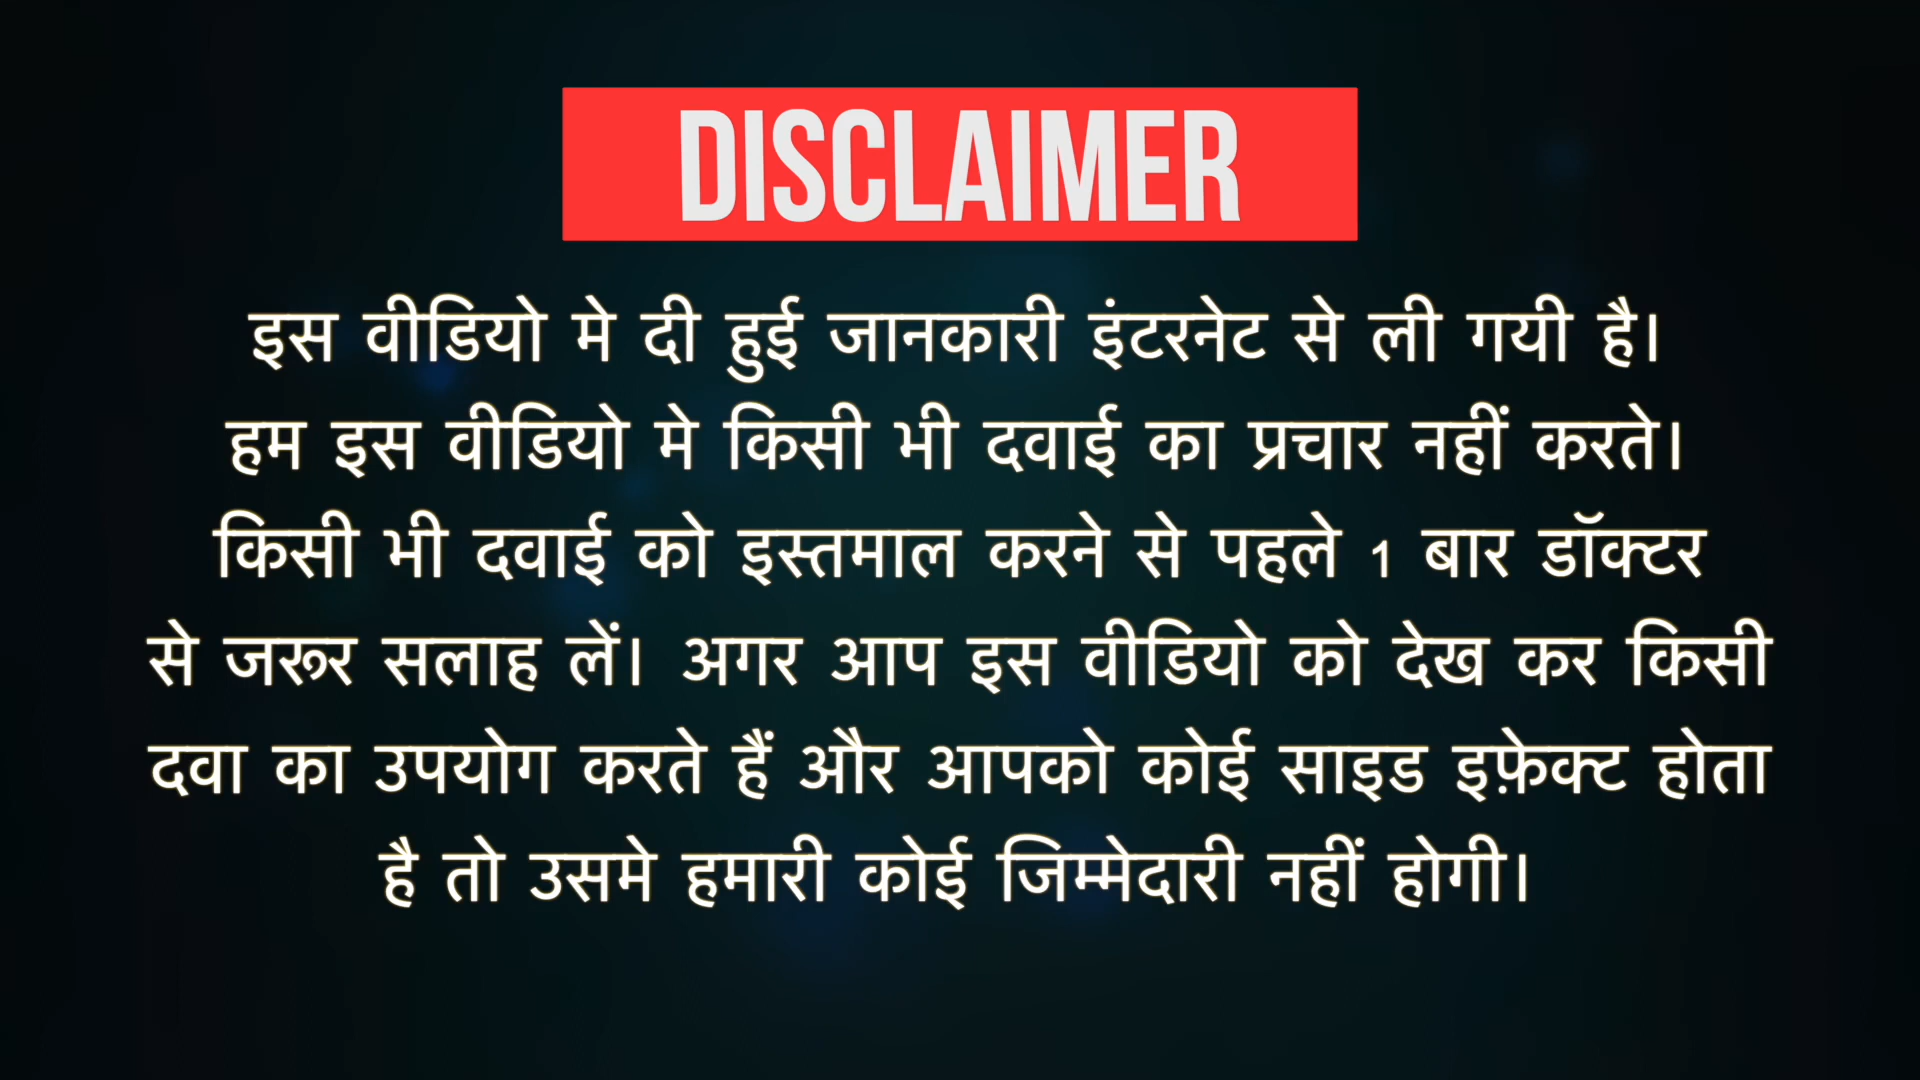 DISCLAIMER
इस वीडियो मे दी हुई जानकारी इंटरनेट से ली गयी है।
हम इस वीडियो मे किसी भी दवाई का प्रचार नहीं करते।
किसी भी दवाई को इस्तमाल करने से पहले 1 बार डॉक्टर
से जरूर सलाह लें। अगर आप इस वीडियो को देख कर किसी
दवा का उपयोग करते हैं और आपको कोई साइड इफ़ेक्ट होता
है तो उसमे हमारी कोई जिम्मेदारी नहीं होगी।